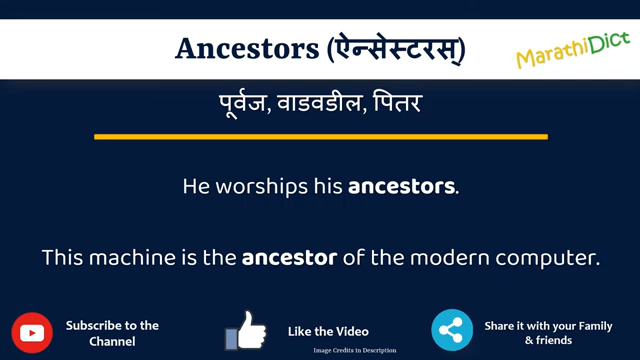 Ancestors (ऐन्सेस्टरस्)
MarathiDict
पूर्वज, वाडवडील, पितर
He worships his ancestors.
This machine is the ancestor of the modern computer.
Subscribe to the
Channel
Like the Video
Share it with your Family
& friends
Image Credits in Description